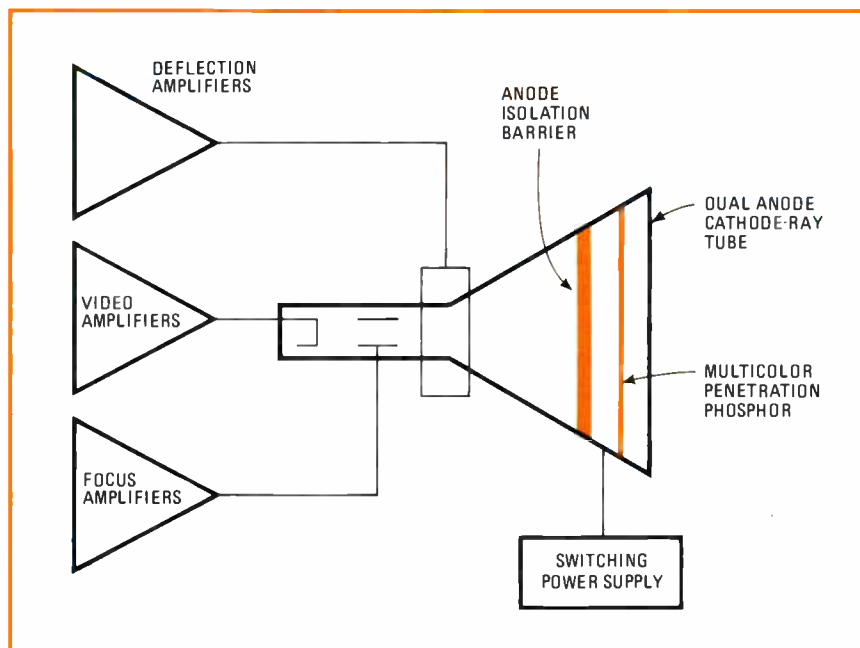 DEFLECTION
AMPLIFIERS
ANODE
ISOLATION
BARRIER
DUAL ANODE
CATHODE-RAY
TUBE
VIDEO
AMPLIFIERS
MULTICOLOR
PENETRATION
PHOSPHOR
FOCUS
AMPLIFIERS
SWITCHING
POWER SUPPLY